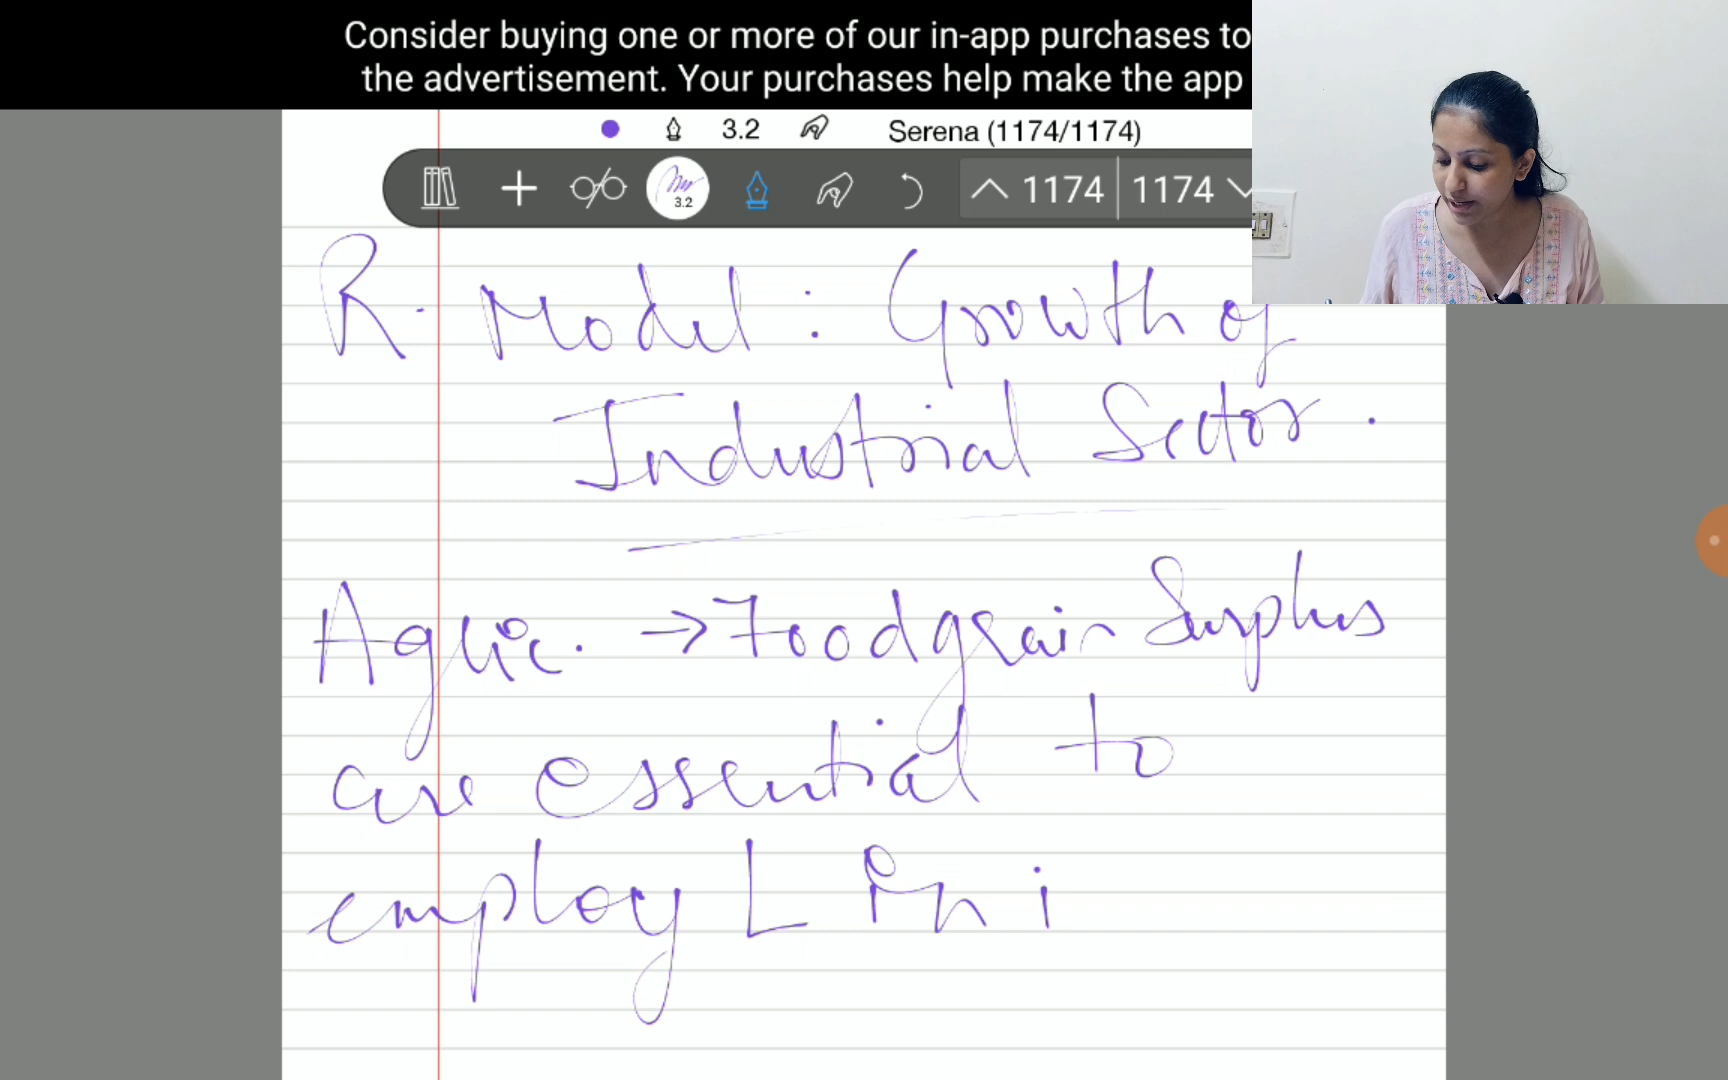 Consider buying one or more of our in-app purchases to
the advertisement. Your purchases help make the app
3.2 Serena (1174/1174)
3.2 1174 1174
R. Model : Growth of
Industrial Sector.
Agric. → Foodgrain Surplus
are essential to
employ L in i